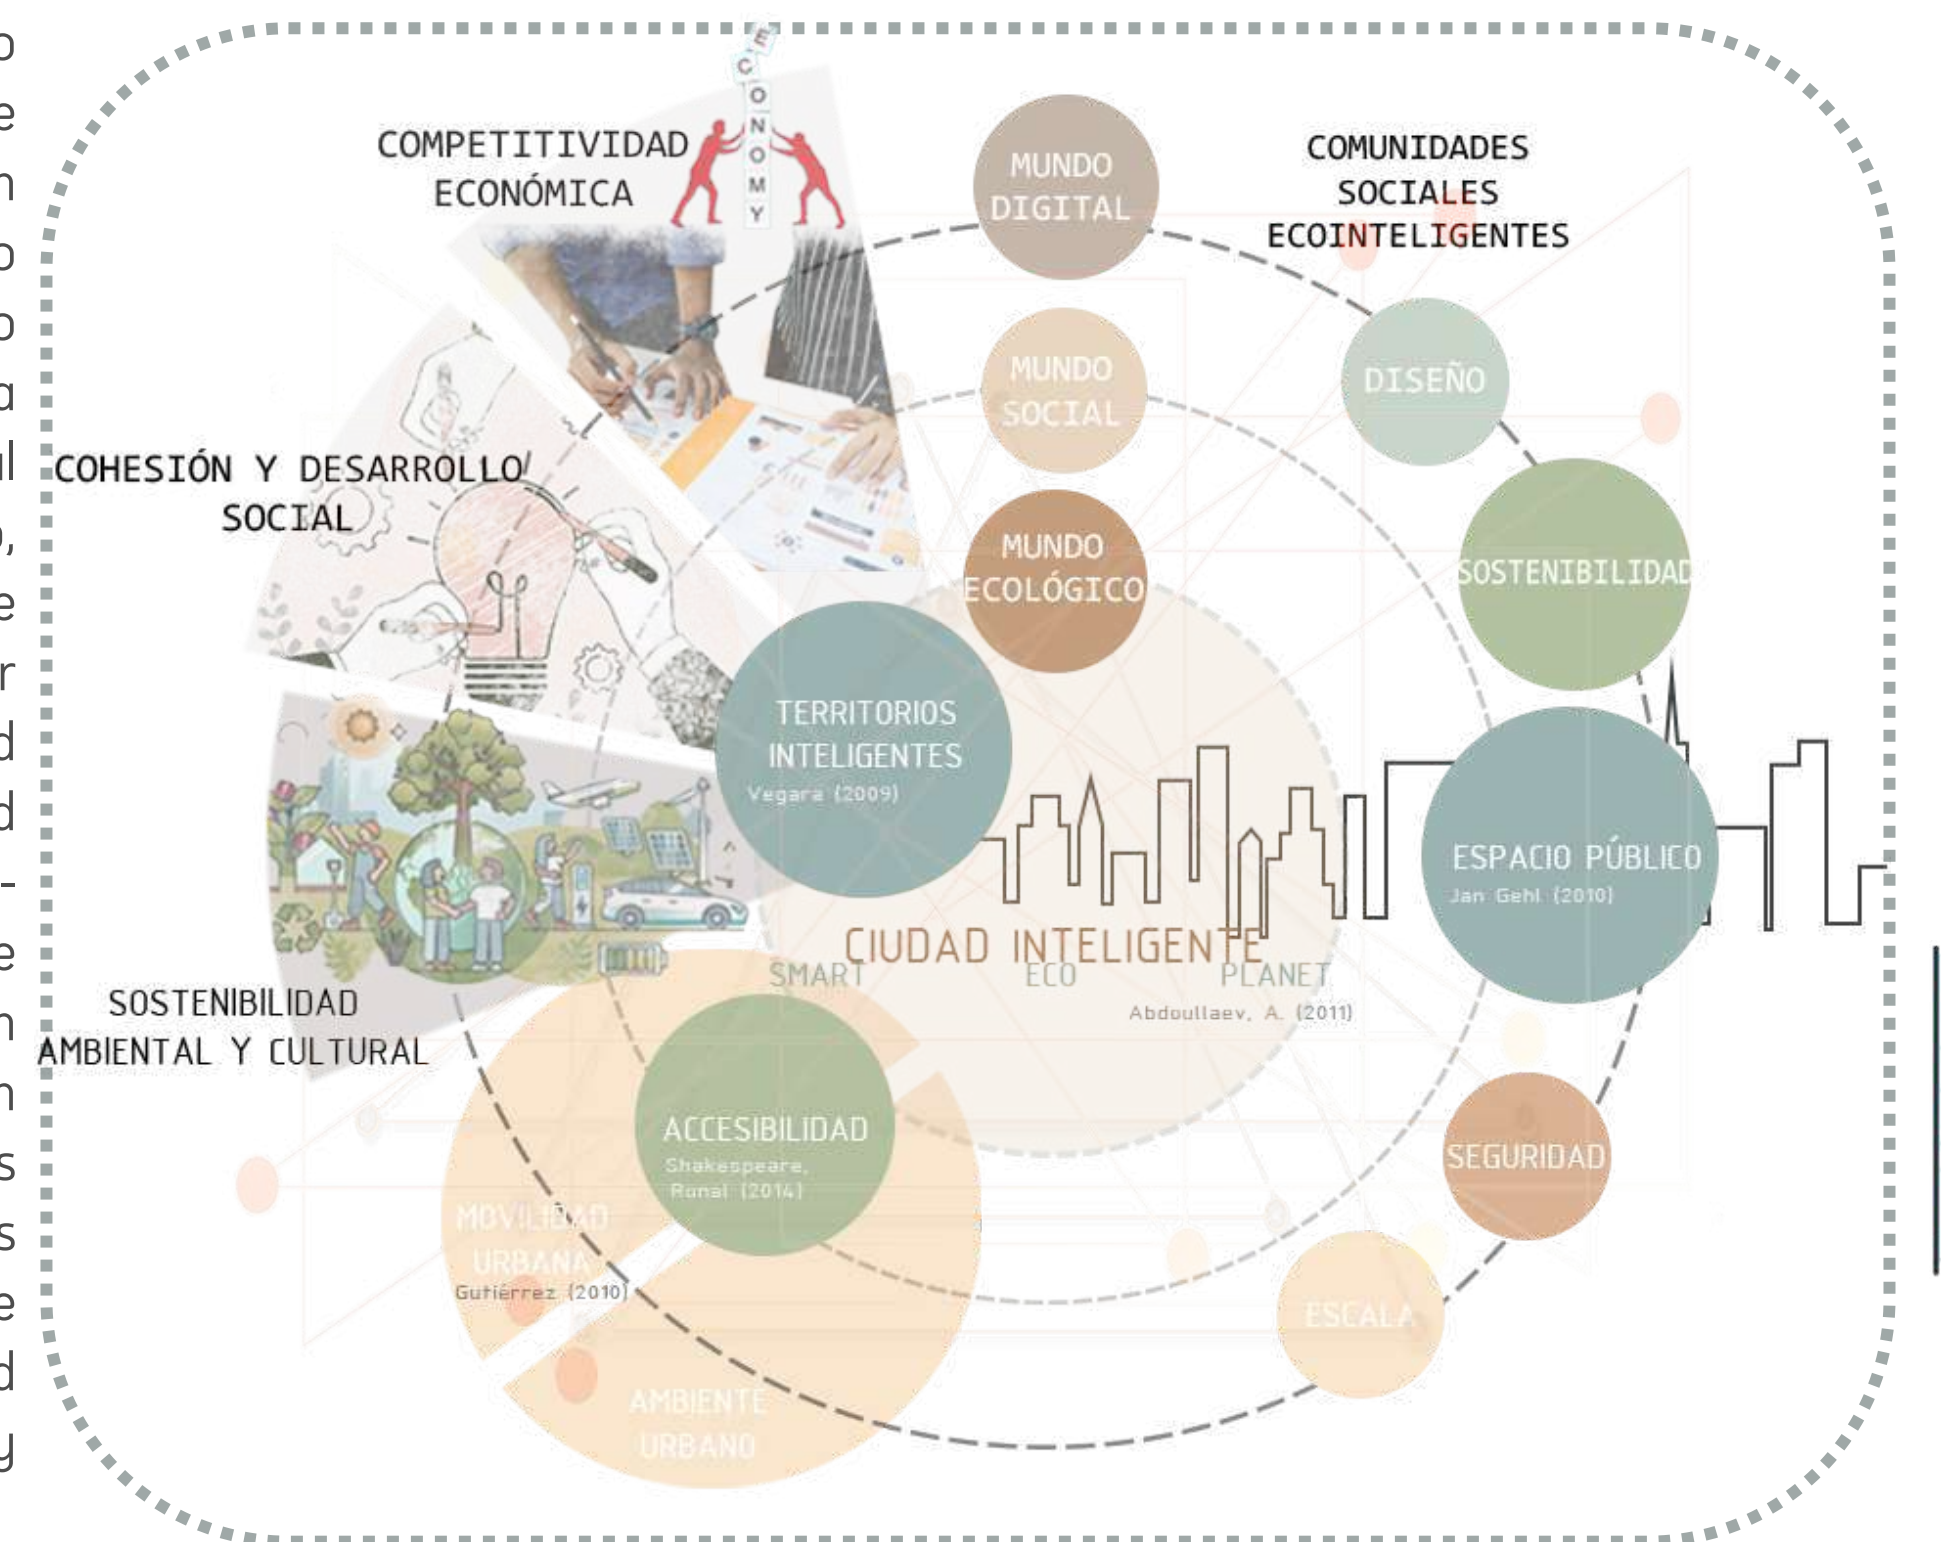 E
C
O
N
O
M
Y
COMPETITIVIDAD
ECONÓMICA
MUNDO
DIGITAL
COMUNIDADES
SOCIALES
ECOINTELIGENTES
MUNDO
SOCIAL
DISEÑO
COHESIÓN Y DESARROLLO
SOCIAL
MUNDO
ECOLÓGICO
SOSTENIBILIDAD
TERRITORIOS
INTELIGENTES
Vegara (2009)
ESPACIO PÚBLICO
Jan Gehl (2010)
CIUDAD INTELIGENTE
SMART ECO PLANET
Abdoullaev, A. (2011)
SOSTENIBILIDAD
AMBIENTAL Y CULTURAL
ACCESIBILIDAD
Shakespeare,
Ronal (2014)
SEGURIDAD
MOVILIDAD
URBANA
Gutiérrez (2010)
ESCALA
AMBIENTE
URBANO